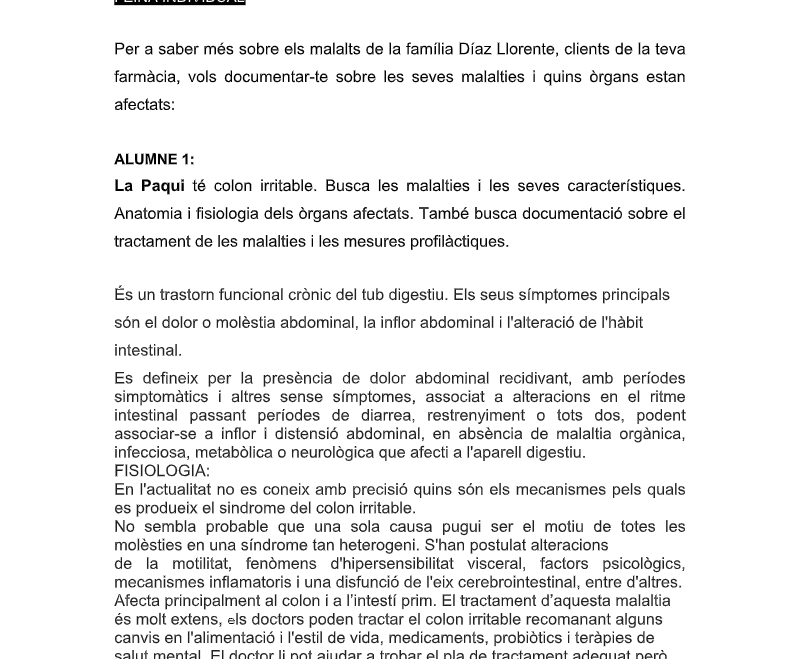 Per a saber més sobre els malalts de la família Díaz Llorente, clients de la teva
farmàcia, vols documentar-te sobre les seves malalties i quins òrgans estan
afectats:
ALUMNE 1:
La Paqui té colon irritable. Busca les malalties i les seves característiques.
Anatomia i fisiologia dels òrgans afectats. També busca documentació sobre el
tractament de les malalties i les mesures profilàctiques.
És un trastorn funcional crònic del tub digestiu. Els seus símptomes principals
són el dolor o molèstia abdominal, la inflor abdominal i l'alteració de l'hàbit
intestinal.
Es defineix per la presència de dolor abdominal recidivant, amb períodes
simptomàtics i altres sense símptomes, associat a alteracions en el ritme
intestinal passant períodes de diarrea, restrenyiment o tots dos, podent
associar-se a inflor i distensió abdominal, en absència de malaltia orgànica,
infecciosa, metabòlica o neurològica que afecti a l'aparell digestiu.
FISIOLOGIA:
En l'actualitat no es coneix amb precisió quins són els mecanismes pels quals
es produeix el sindrome del colon irritable.
No sembla probable que una sola causa pugui ser el motiu de totes les
molèsties en una síndrome tan heterogeni. S'han postulat alteracions
de la motilitat, fenòmens d'hipersensibilitat visceral, factors psicològics,
mecanismes inflamatoris i una disfunció de l'eix cerebrointestinal, entre d'altres.
Afecta principalment al colon i a l’intestí prim. El tractament d’aquesta malaltia
és molt extens, els doctors poden tractar el colon irritable recomanant alguns
canvis en l'alimentació i l'estil de vida, medicaments, probiòtics i teràpies de
salut mental. El doctor li pot ajudar a trobar el pla de tractament adequat però